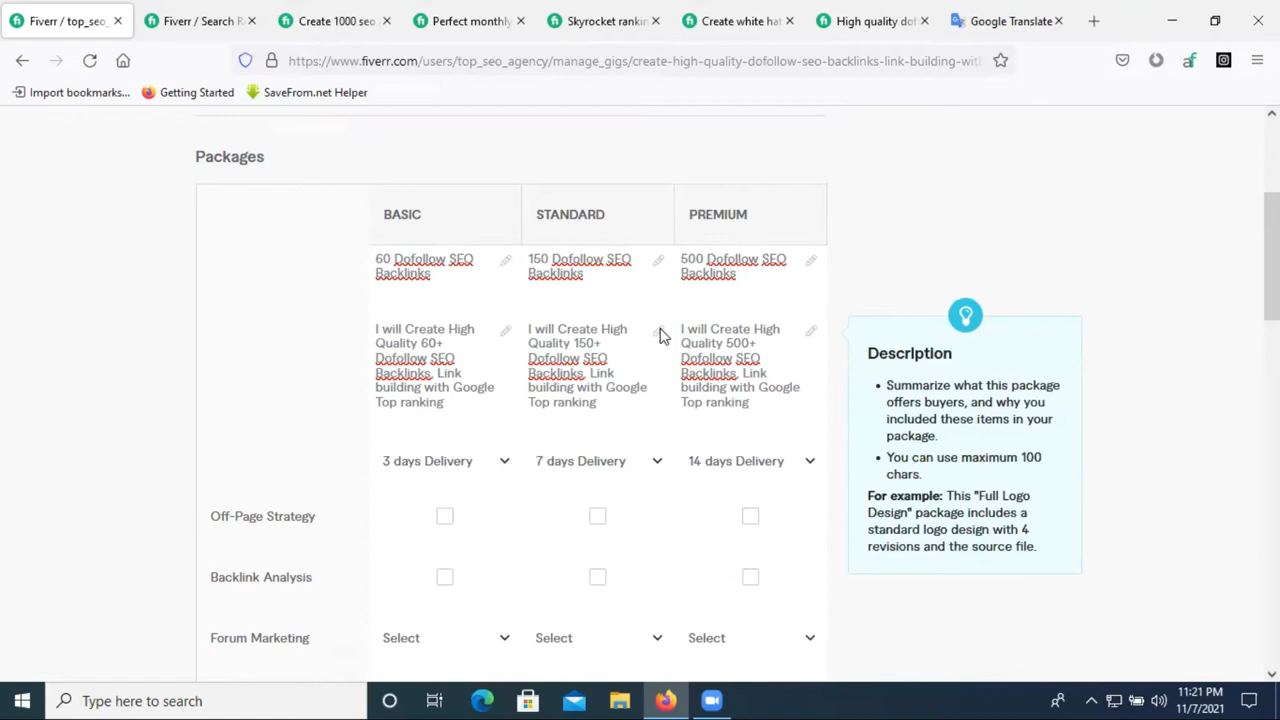 Fiverr / top_seo_
Fiverr / Search R
Create 1000 seo
Perfect monthly
Skyrocket rankin
Create white hat
High quality dof
Google Translate
https://www.fiverr.com/users/top_seo_agency/manage_gigs/create-high-quality-dofollow-seo-backlinks-link-building-wit
Import bookmarks...
Getting Started
SaveFrom.net Helper
Packages
BASIC
STANDARD
PREMIUM
60 Dofollow SEO
Backlinks
150 Dofollow SEO
Backlinks
500 Dofollow SEO
Backlinks
I will Create High
Quality 60+
Dofollow SEO
Backlinks, Link
building with Google
Top ranking
I will Create High
Quality 150+
Dofollow SEO
Backlinks, Link
building with Google
Top ranking
I will Create High
Quality 500+
Dofollow SEO
Backlinks, Link
building with Google
Top ranking
Description
Summarize what this package
offers buyers, and why you
included these items in your
package.
You can use maximum 100
chars.
For example: This "Full Logo
Design" package includes a
standard logo design with 4
revisions and the source file.
3 days Delivery
7 days Delivery
14 days Delivery
Off-Page Strategy
Backlink Analysis
Forum Marketing
Select
Select
Select
Type here to search
11:21 PM
11/7/2021